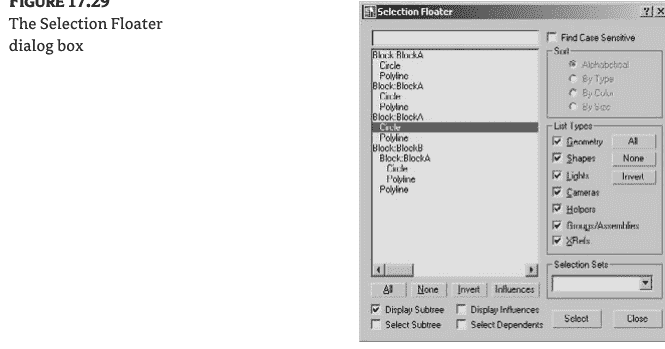 FIGURE 17.29
The Selection Floater
dialog box
Selection Floater
Find Case Sensitive
Sort
Alphabetical
By Type
By Color
By Size
Block:BlockA
Circle
Polyline
Block:BlockA
Circle
Polyline
Block:BlockA
Circle
Polyline
Block:BlockB
Block:BlockA
Circle
Polyline
Polyline
List Types
Geometry
All
Shapes
None
Lights
Invert
Cameras
Helpers
Groups/Assemblies
XRefs
Selection Sets
All
None
Invert
Influences
Display Subtree
Display Influences
Select Subtree
Select Dependents
Select
Close